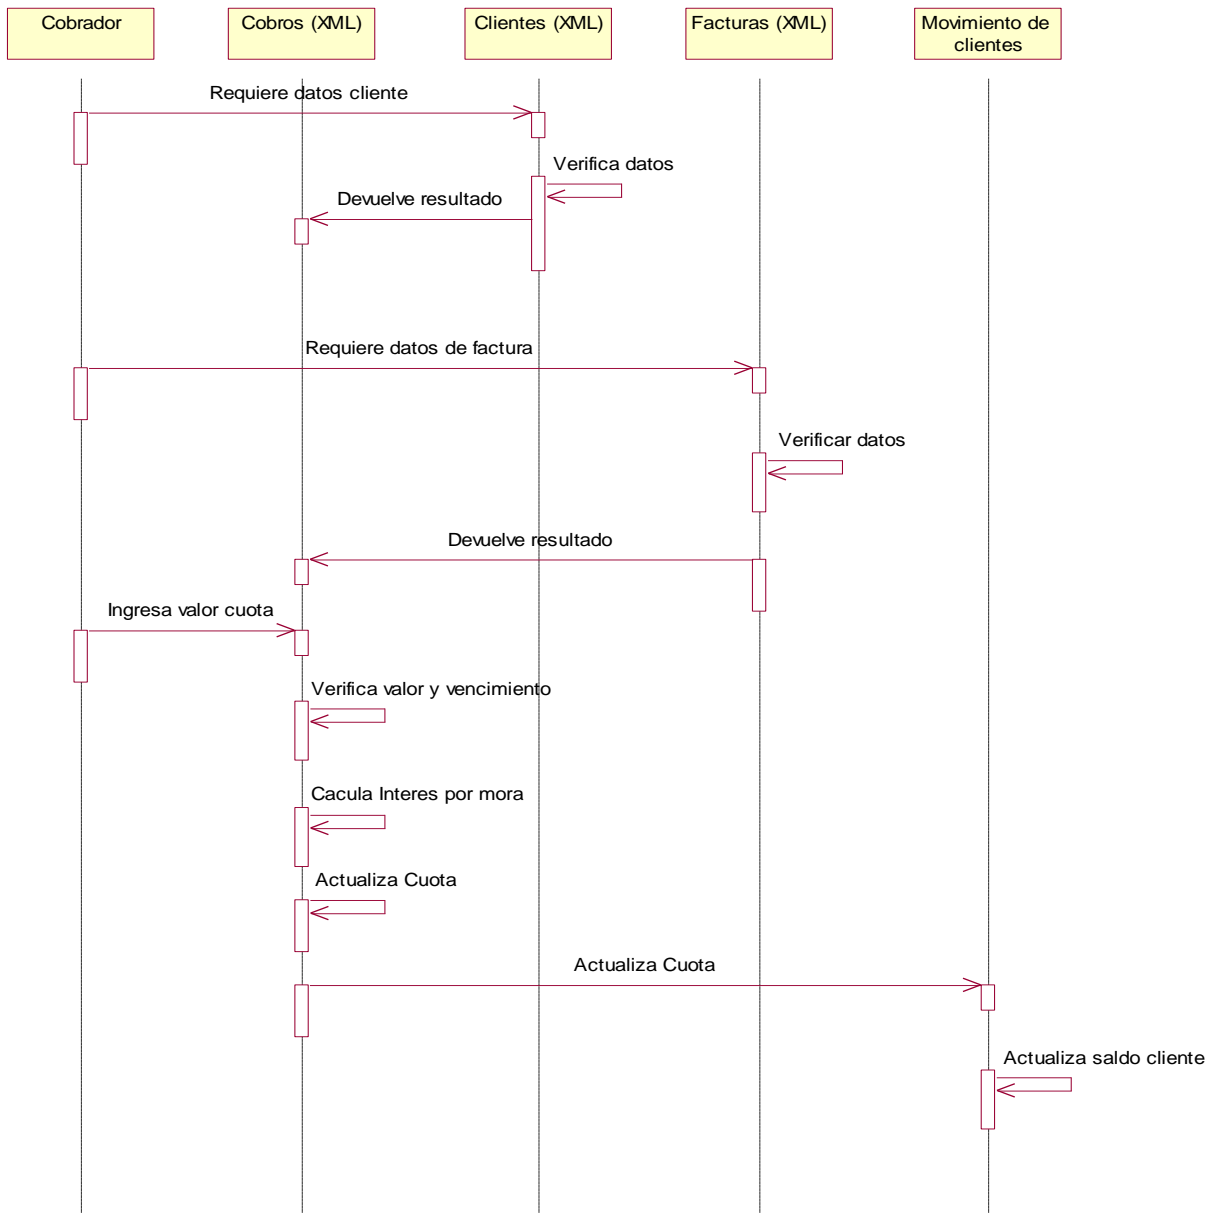 Cobrador
Cobros (XML)
Clientes (XML)
Facturas (XML)
Movimiento de
clientes
Requiere datos cliente
Verifica datos
Devuelve resultado
Requiere datos de factura
Verificar datos
Devuelve resultado
Ingresa valor cuota
Verifica valor y vencimiento
Cacula Interes por mora
Actualiza Cuota
Actualiza Cuota
Actualiza saldo cliente